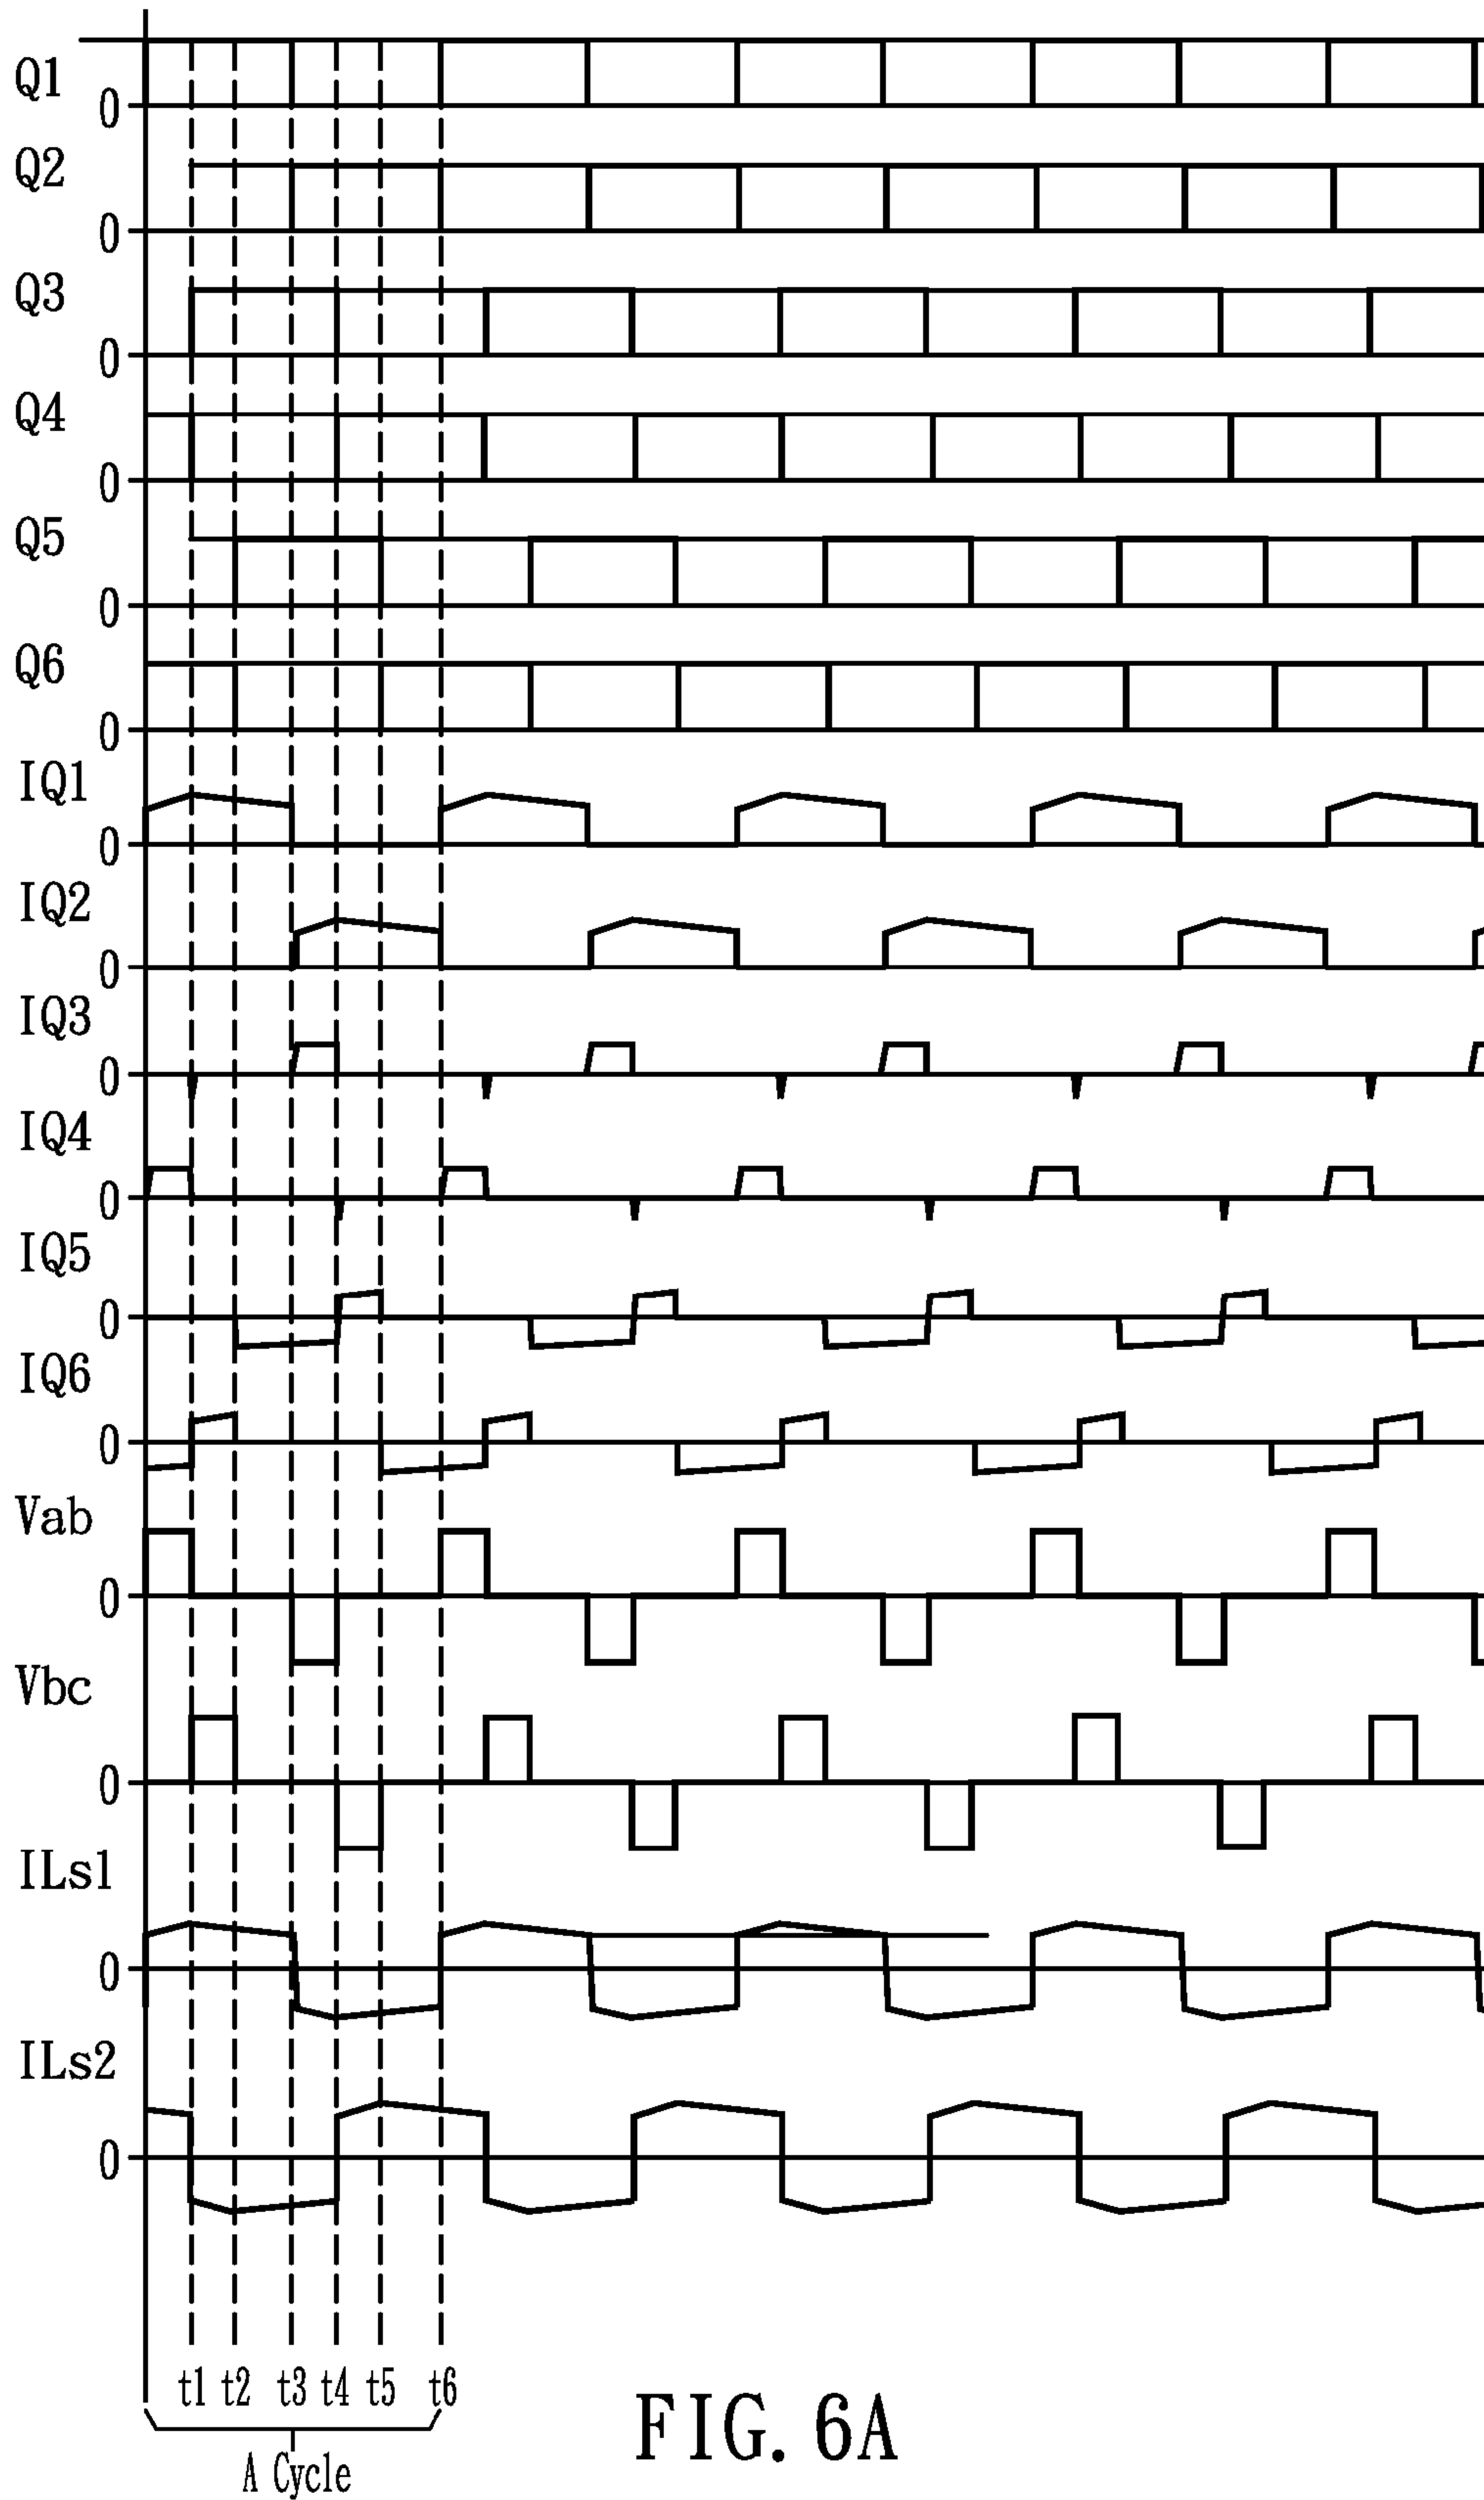 Q1
0
Q2
0
Q3
0
Q4
0
Q5
0
Q6
0
IQ1
0
IQ2
0
IQ3
0
IQ4
0
IQ5
0
IQ6
0
Vab
0
Vbc
0
ILs1
0
ILs2
0
t1 t2 t3 t4 t5 t6
A Cycle
FIG. 6A